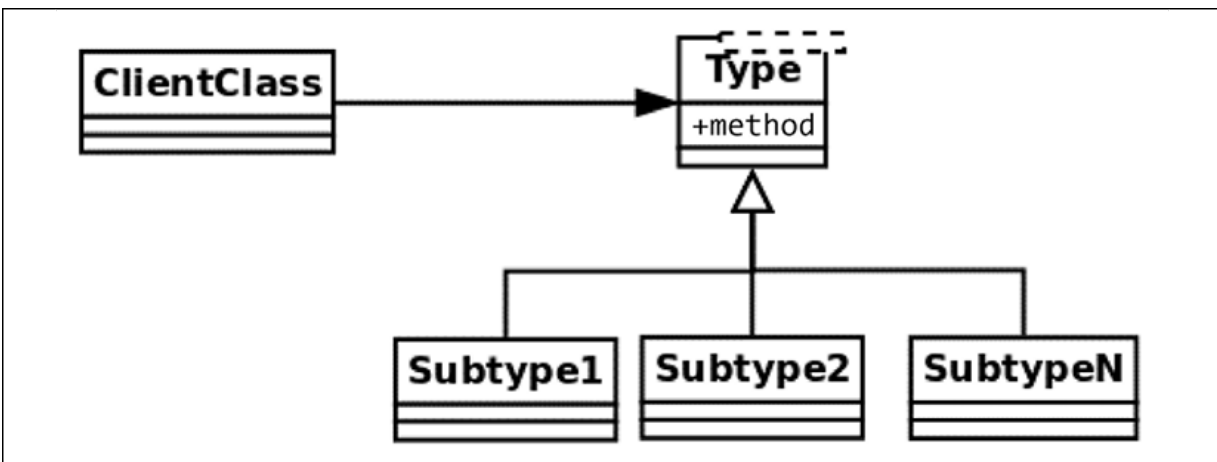 ClientClass
Type
+method
Subtype1
Subtype2
SubtypeN